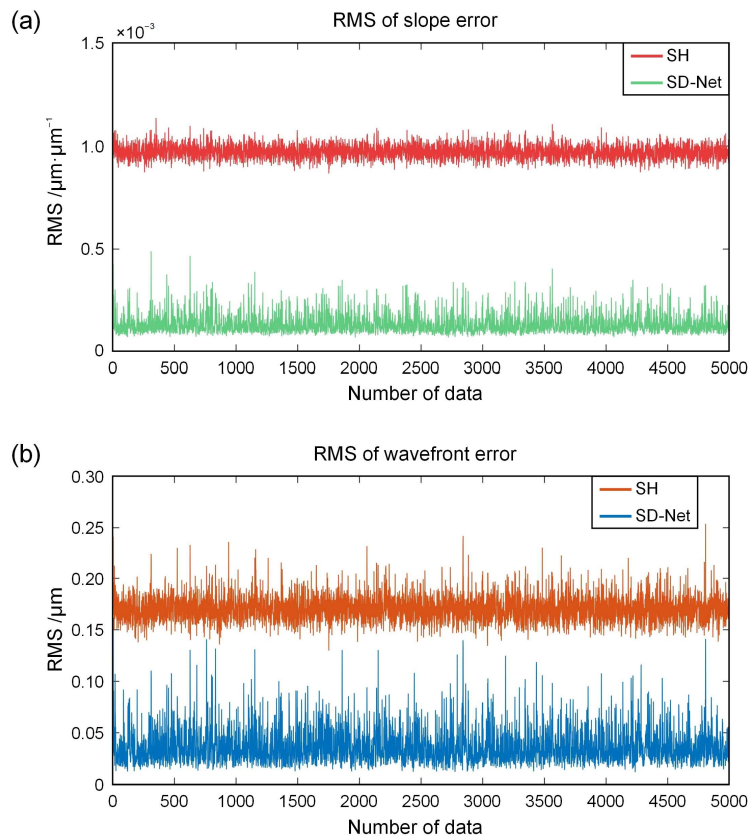 (a)
RMS of slope error
×10⁻³
1.5
1.0
0.5
0
RMS /µm·µm⁻¹
SH
SD-Net
0 500 1000 1500 2000 2500 3000 3500 4000 4500 5000
Number of data
(b)
RMS of wavefront error
0.30
0.25
0.20
0.15
0.10
0.05
0
RMS /µm
SH
SD-Net
0 500 1000 1500 2000 2500 3000 3500 4000 4500 5000
Number of data